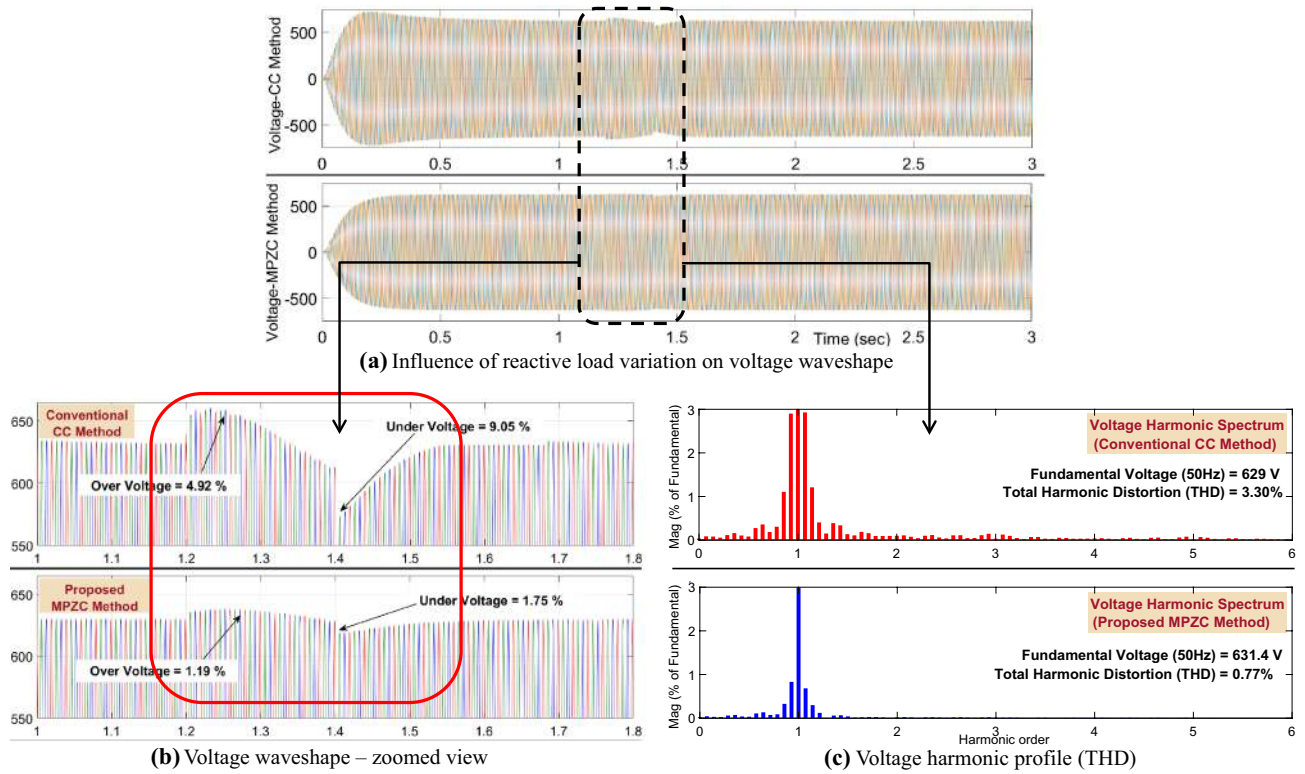 Voltage-CC Method
500
0
-500
0
0.5
1
1.5
2
2.5
3
Voltage-MPZC Method
500
0
-500
0
0.5
1
1.5
2
Time (sec)
2.5
3
(a) Influence of reactive load variation on voltage waveshape
Conventional
CC Method
650
600
550
Over Voltage = 4.92 %
Under Voltage = 9.05 %
1
1.1
1.2
1.3
1.4
1.5
1.6
1.7
1.8
Proposed
MPZC Method
650
600
550
Over Voltage = 1.19 %
Under Voltage = 1.75 %
1
1.1
1.2
1.3
1.4
1.5
1.6
1.7
1.8
(b) Voltage waveshape – zoomed view
Mag (% of Fundamental)
3
2
1
0
Voltage Harmonic Spectrum
(Conventional CC Method)
Fundamental Voltage (50Hz) = 629 V
Total Harmonic Distortion (THD) = 3.30%
0
1
2
3
4
5
6
Mag (% of Fundamental)
3
2
1
0
Voltage Harmonic Spectrum
(Proposed MPZC Method)
Fundamental Voltage (50Hz) = 631.4 V
Total Harmonic Distortion (THD) = 0.77%
0
1
2
3
4
5
6
Harmonic order
(c) Voltage harmonic profile (THD)